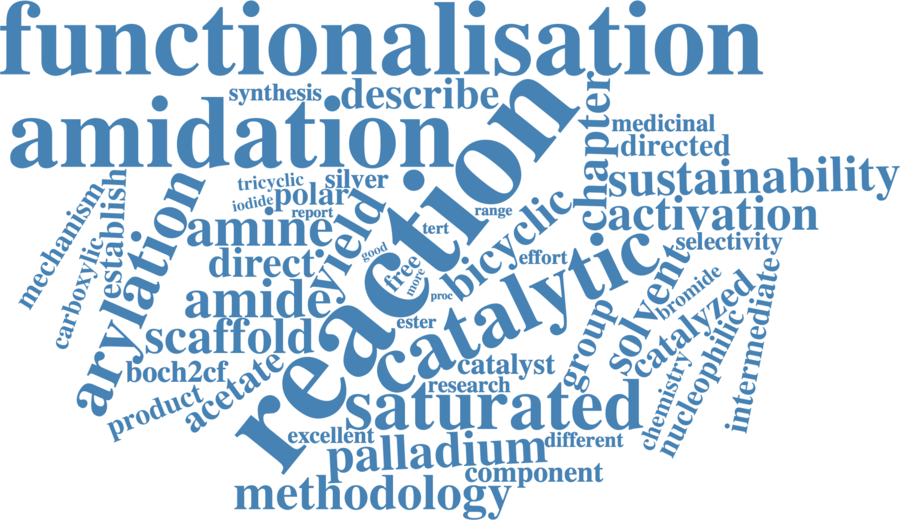 functionalisation
synthesis
describe
amidation
reaction
chapter
medicinal
directed
sustainability
activation
selectivity
tricyclic
silver
iodide
polar
report
mechanism
establish
carboxylic
arylation
amine
yield
direct
amide
scaffold
good
free
more
proc
tert
range
bicyclic
effort
catalytic
ester
solvent
bromide
catalyzed
group
intermediate
nucleophilic
chemistry
boch2cf
acetate
product
catalyst
research
saturated
excellent
palladium
different
component
methodology